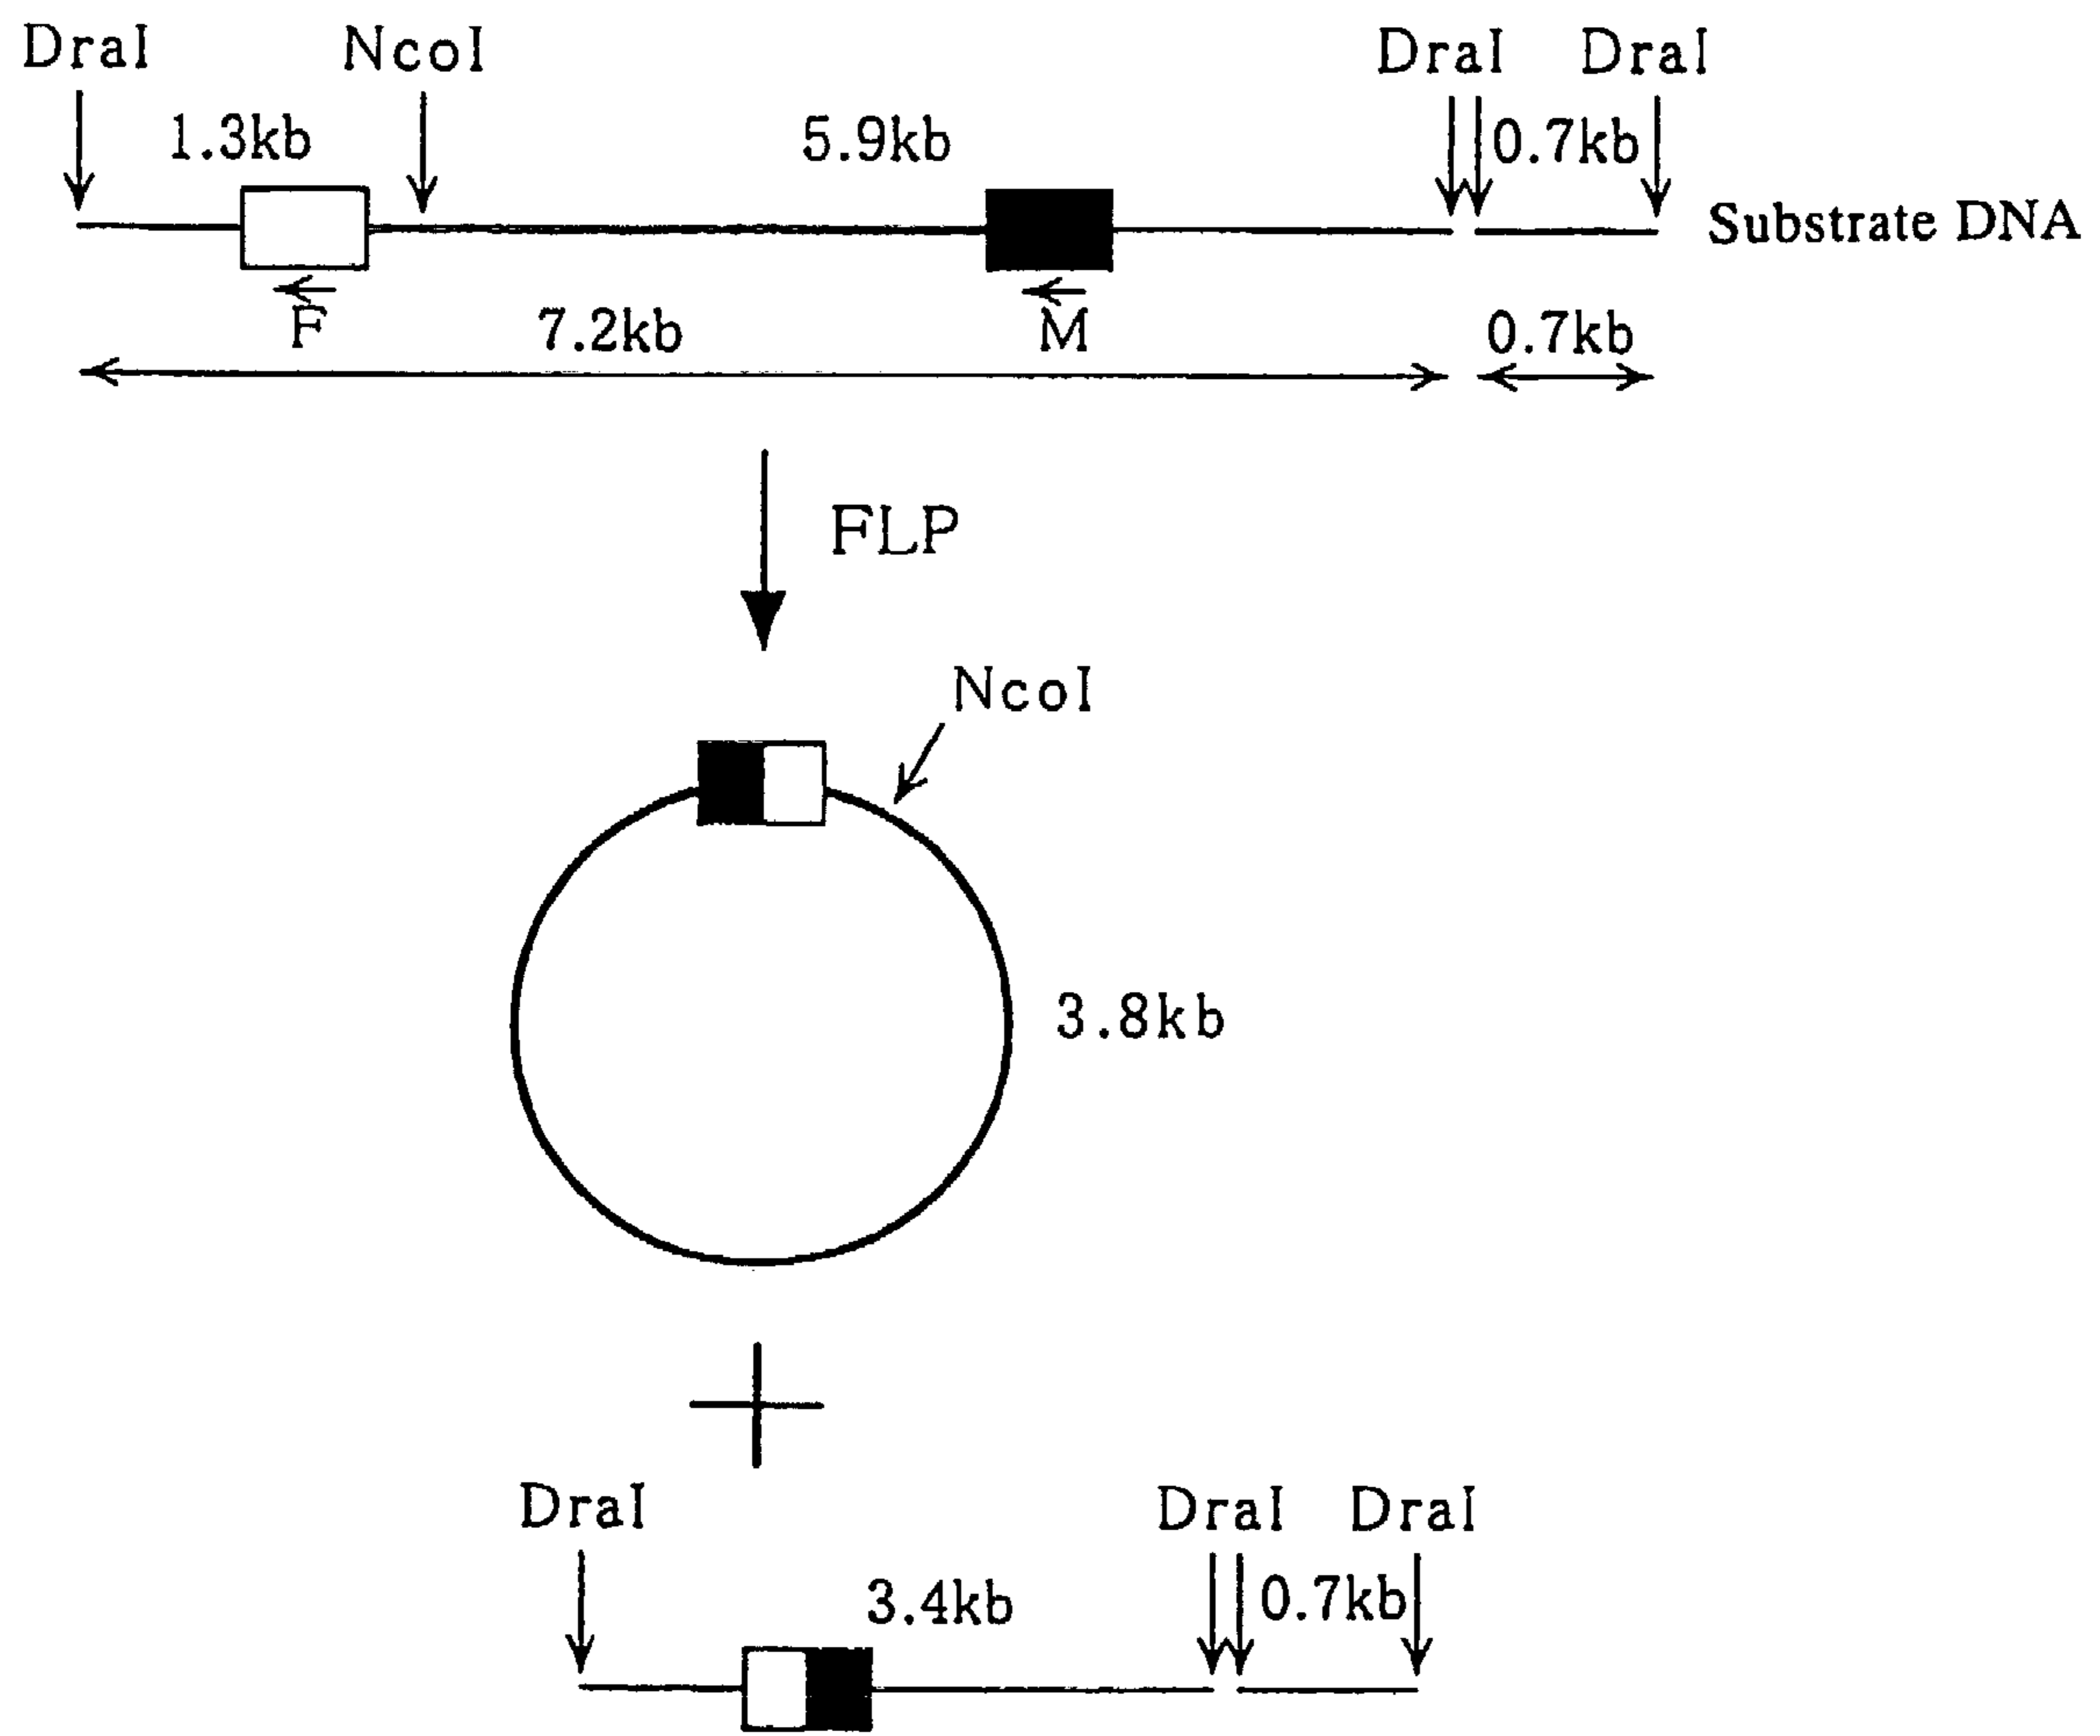 DraI NcoI DraI DraI
1.3kb 5.9kb 0.7kb
Substrate DNA
F 7.2kb M 0.7kb
FLP
NcoI
3.8kb
+
DraI DraI DraI
3.4kb 0.7kb